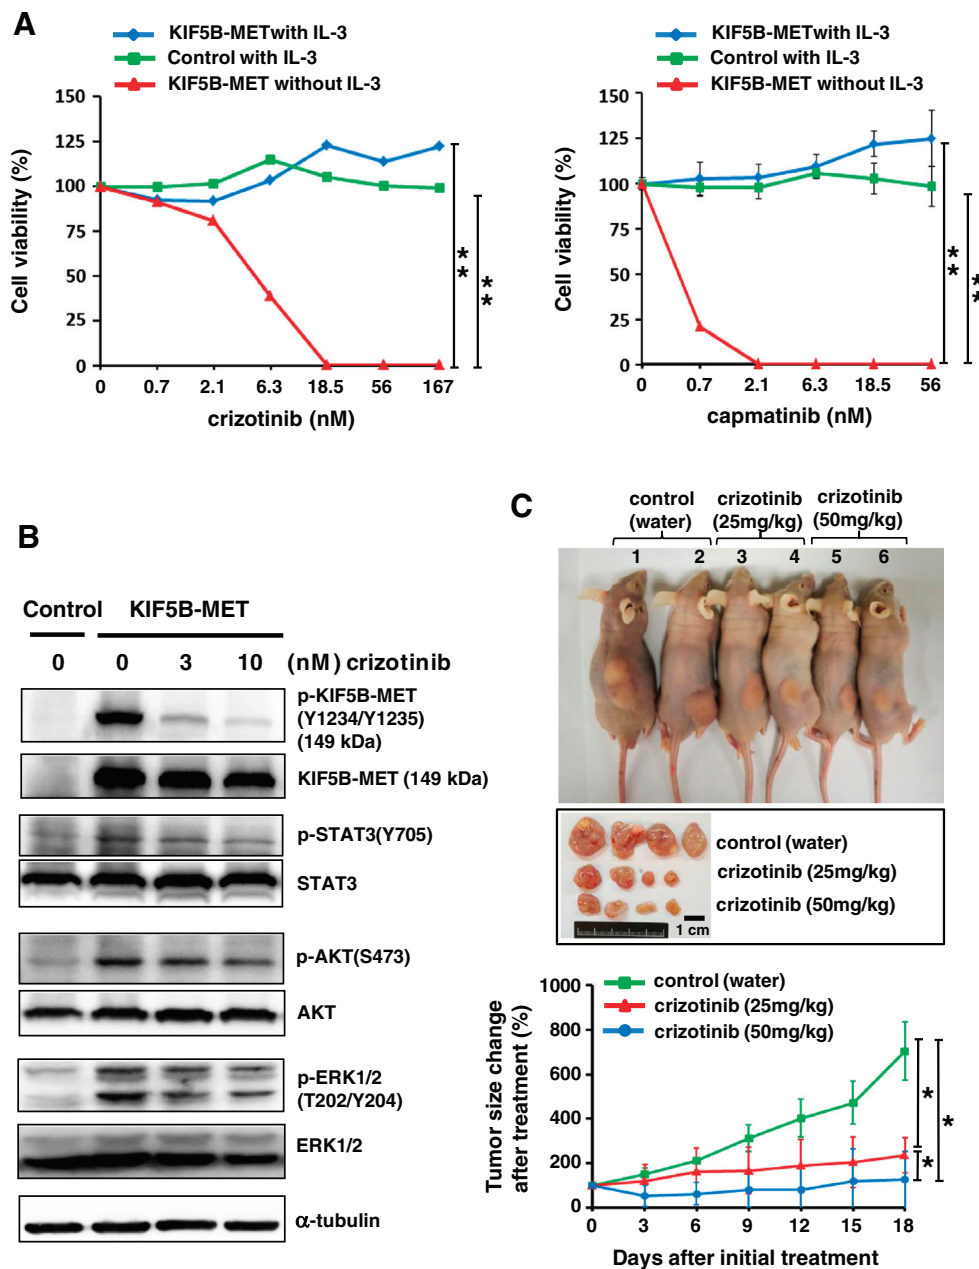 A
KIF5B-METwith IL-3
Control with IL-3
KIF5B-MET without IL-3
150
125
100
75
50
25
0
Cell viability (%)
0 0.7 2.1 6.3 18.5 56 167
crizotinib (nM)
**
**
KIF5B-METwith IL-3
Control with IL-3
KIF5B-MET without IL-3
150
125
100
75
50
25
0
Cell viability (%)
0 0.7 2.1 6.3 18.5 56
capmatinib (nM)
**
**
B
Control KIF5B-MET
0 0 3 10 (nM) crizotinib
p-KIF5B-MET
(Y1234/Y1235)
(149 kDa)
KIF5B-MET (149 kDa)
p-STAT3(Y705)
STAT3
p-AKT(S473)
AKT
p-ERK1/2
(T202/Y204)
ERK1/2
α-tubulin
C
control
(water)
crizotinib
(25mg/kg)
crizotinib
(50mg/kg)
1 2 3 4 5 6
control (water)
crizotinib (25mg/kg)
crizotinib (50mg/kg)
1 cm
control (water)
crizotinib (25mg/kg)
crizotinib (50mg/kg)
1000
800
600
400
200
0
Tumor size change
after treatment (%)
0 3 6 9 12 15 18
Days after initial treatment
*
*
*